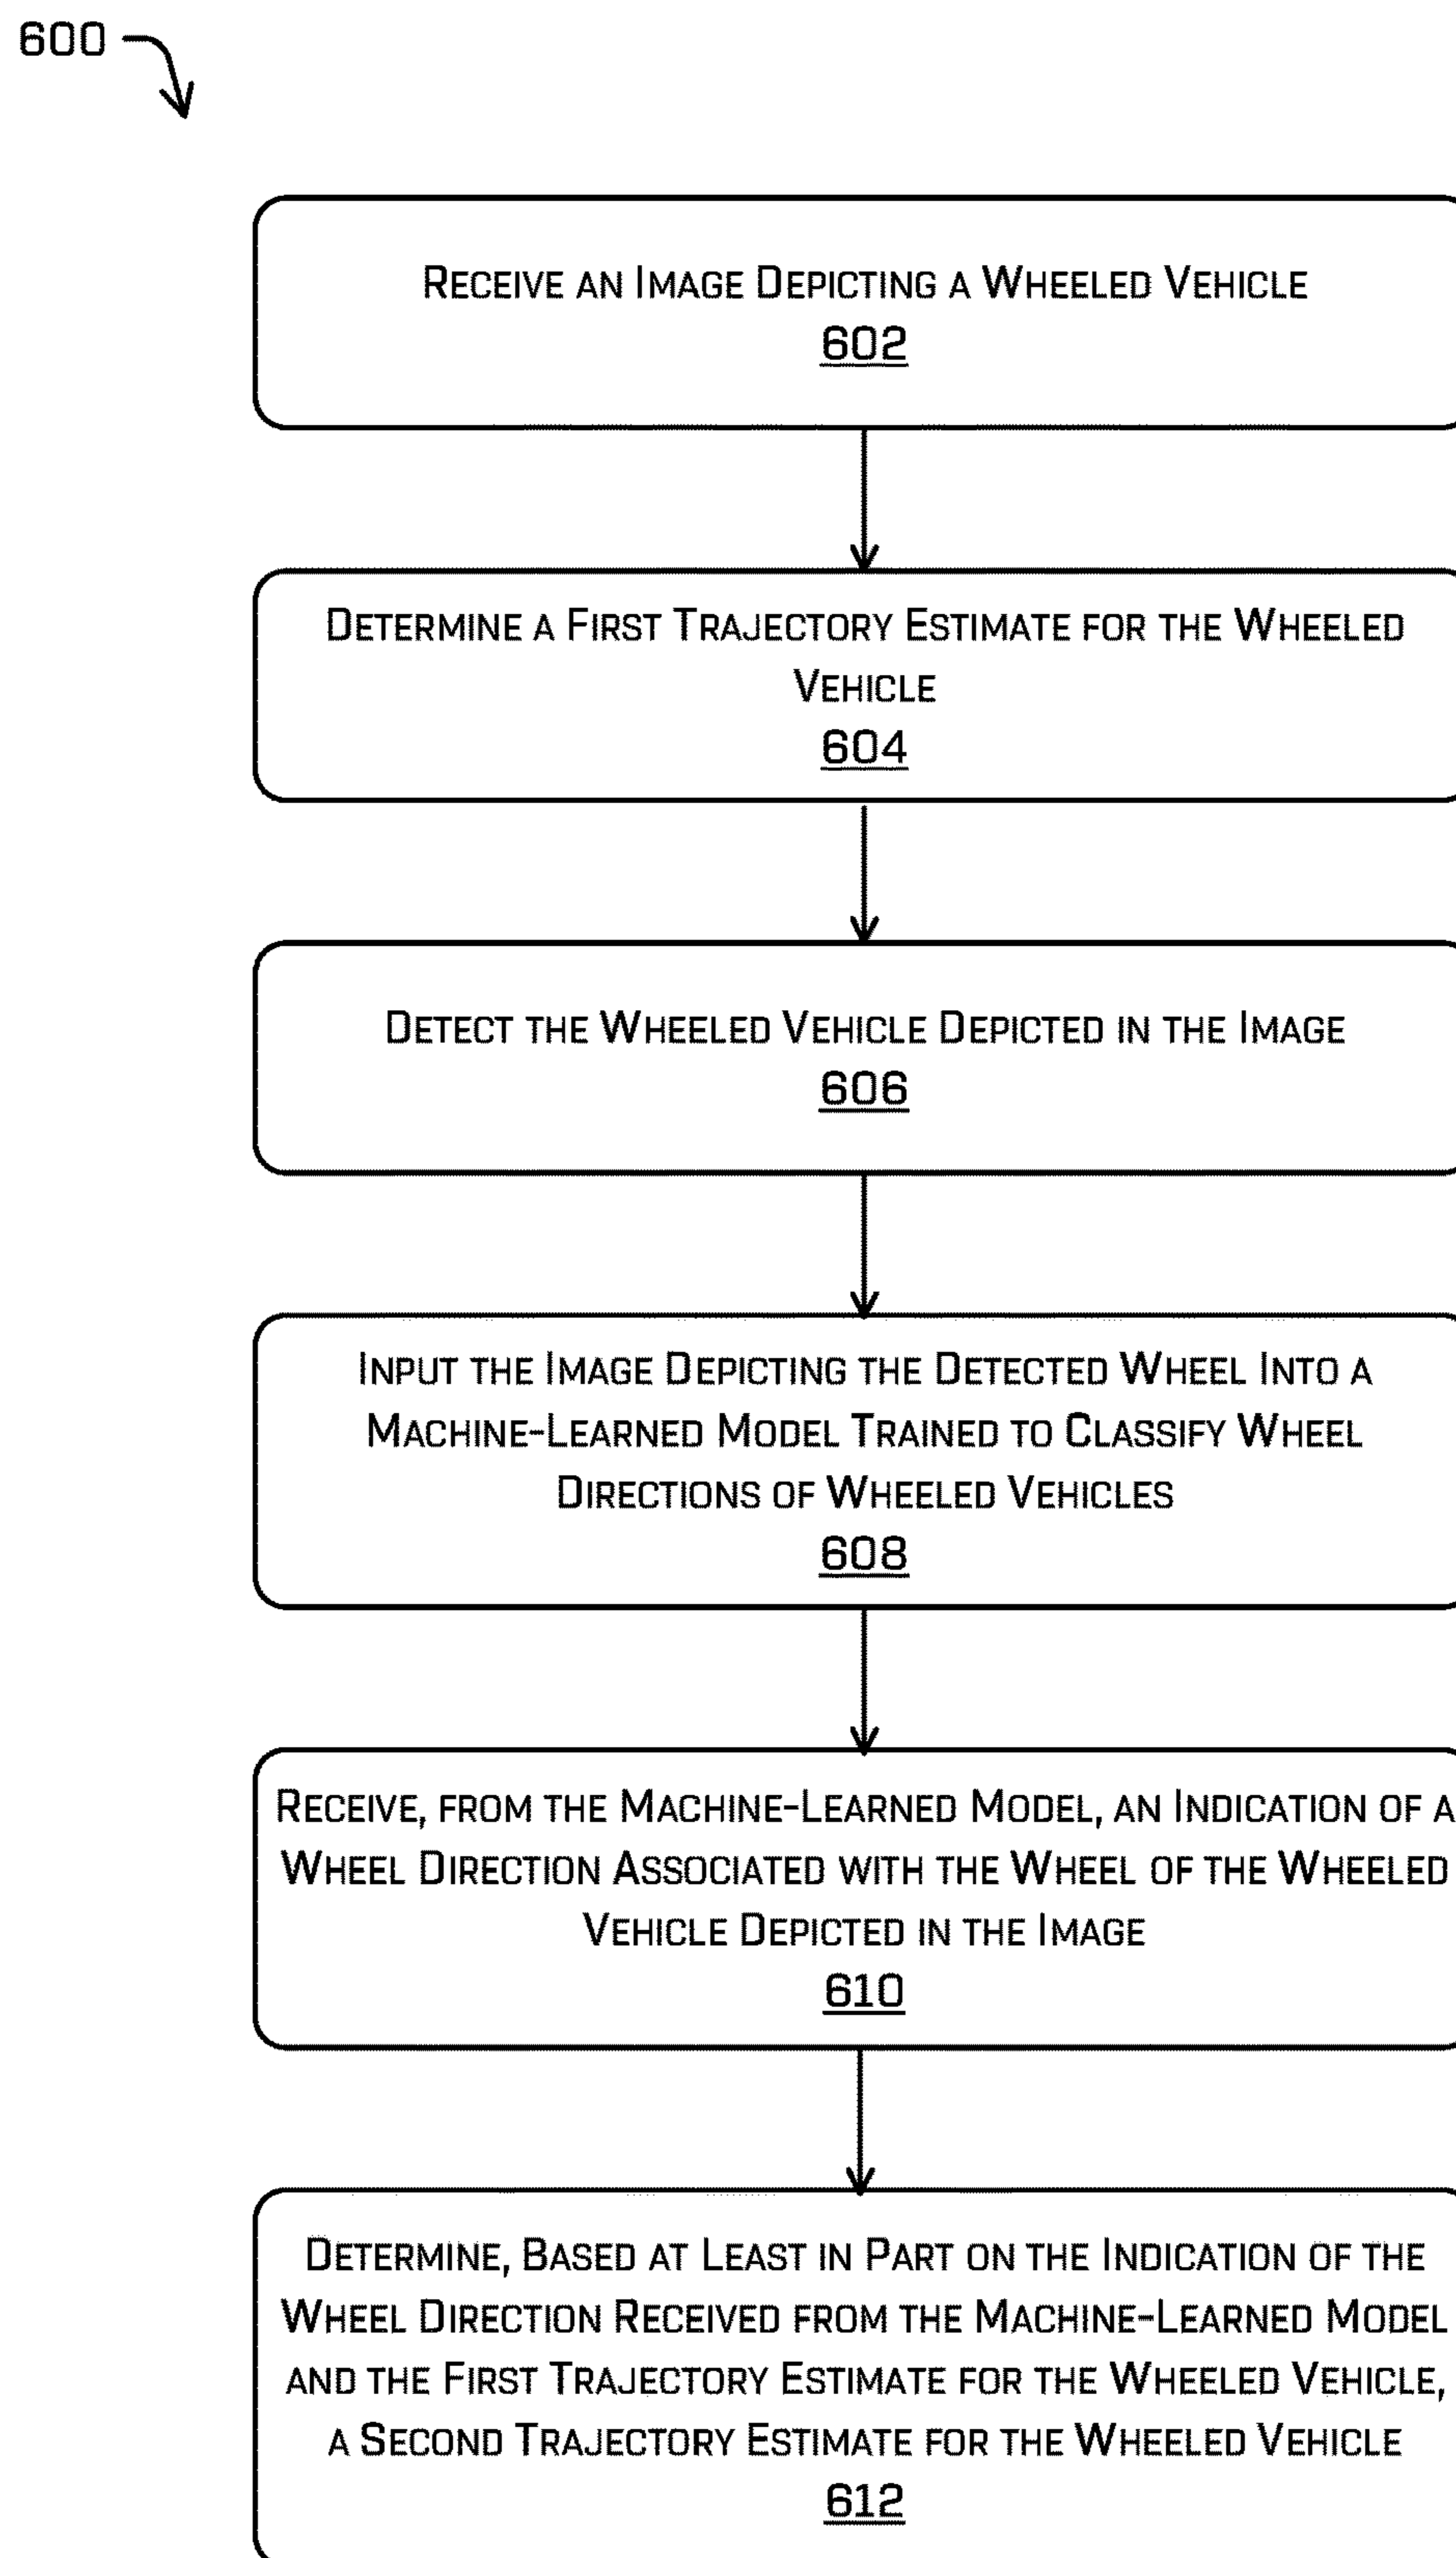 600
Receive an Image Depicting a Wheeled Vehicle
602
Determine a First Trajectory Estimate for the Wheeled
Vehicle
604
Detect the Wheeled Vehicle Depicted in the Image
606
Input the Image Depicting the Detected Wheel Into a
Machine-Learned Model Trained to Classify Wheel
Directions of Wheeled Vehicles
608
Receive, from the Machine-Learned Model, an Indication of a
Wheel Direction Associated with the Wheel of the Wheeled
Vehicle Depicted in the Image
610
Determine, Based at Least in Part on the Indication of the
Wheel Direction Received from the Machine-Learned Model
and the First Trajectory Estimate for the Wheeled Vehicle,
a Second Trajectory Estimate for the Wheeled Vehicle
612